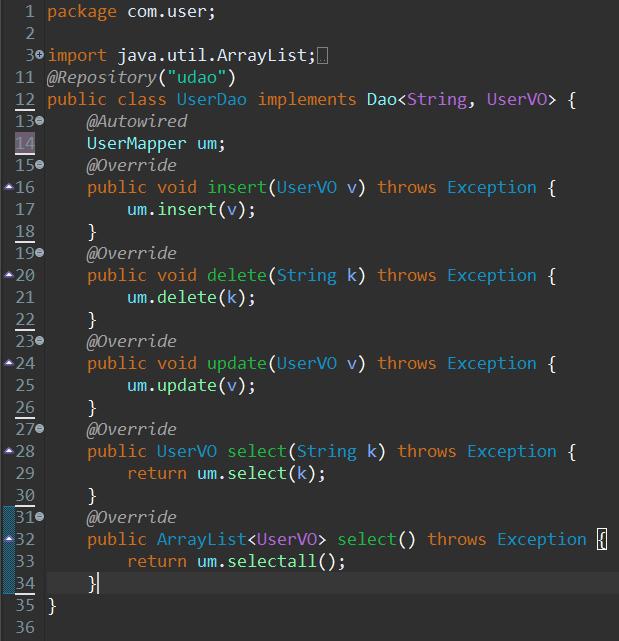 1 package com.user;
2
3 import java.util.ArrayList;
11 @Repository("udao")
12 public class UserDao implements Dao<String, UserVO> {
13     @Autowired
14     UserMapper um;
15     @Override
16     public void insert(UserVO v) throws Exception {
17         um.insert(v);
18     }
19     @Override
20     public void delete(String k) throws Exception {
21         um.delete(k);
22     }
23     @Override
24     public void update(UserVO v) throws Exception {
25         um.update(v);
26     }
27     @Override
28     public UserVO select(String k) throws Exception {
29         return um.select(k);
30     }
31     @Override
32     public ArrayList<UserVO> select() throws Exception {
33         return um.selectall();
34     }
35 }
36